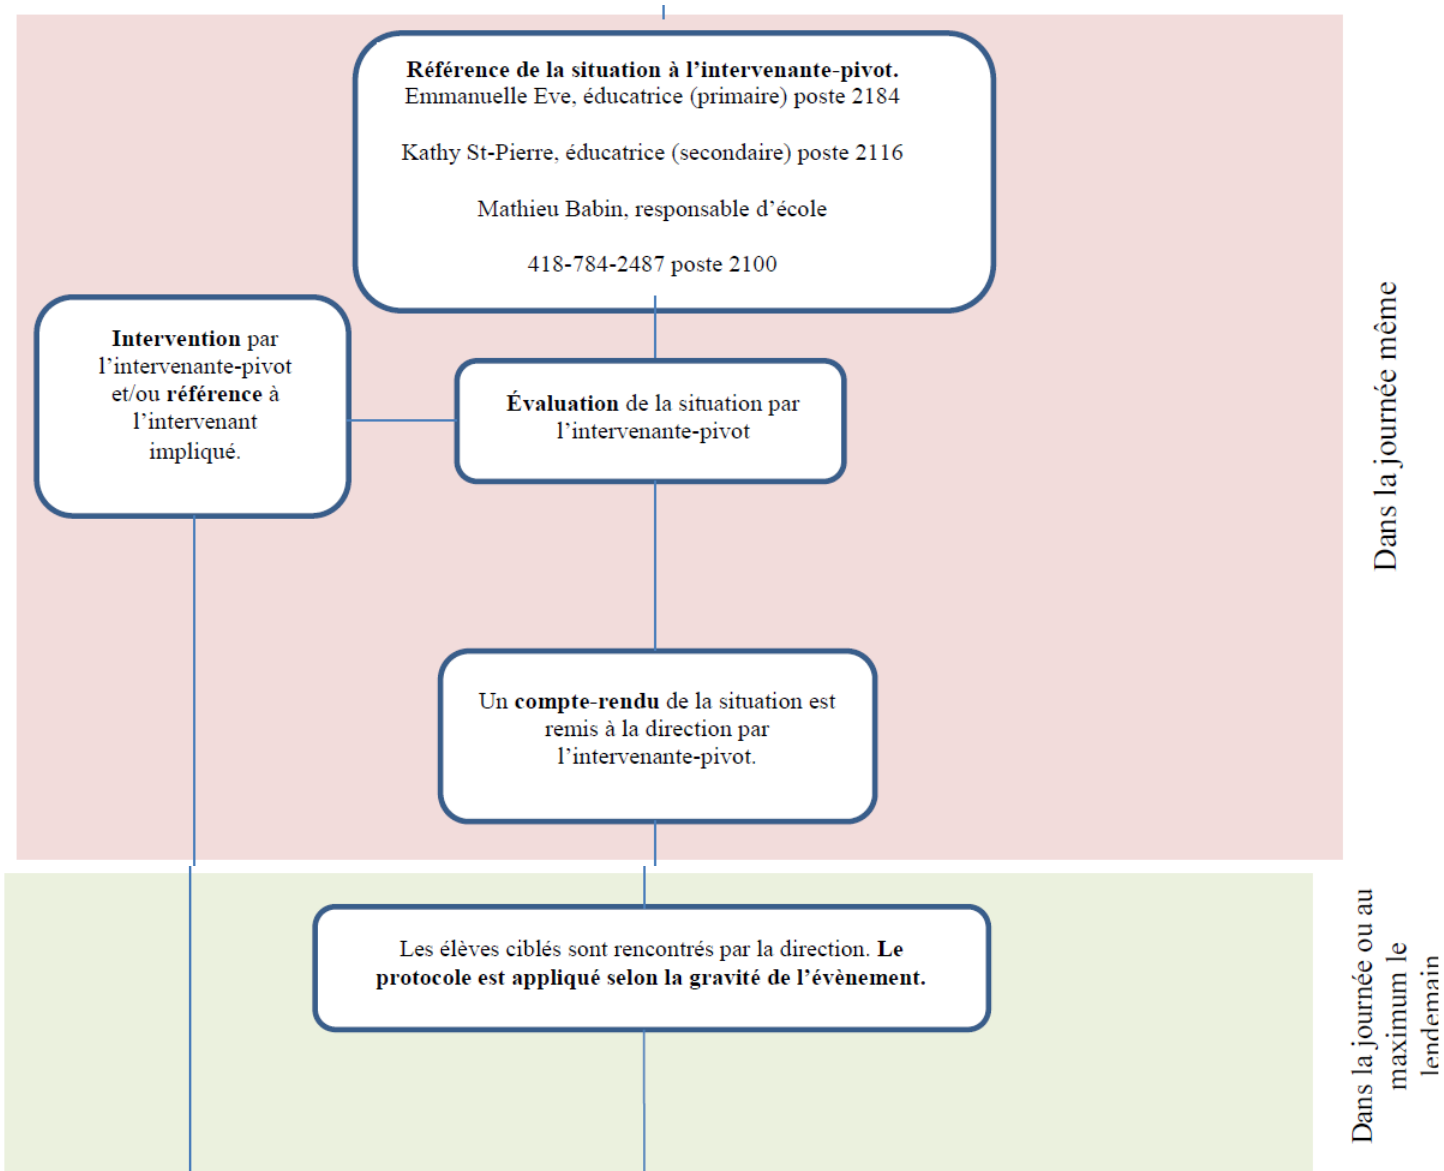 Référence de la situation à l’intervenante-pivot.
Emmanuelle Eve, éducatrice (primaire) poste 2184
Kathy St-Pierre, éducatrice (secondaire) poste 2116
Mathieu Babin, responsable d’école
418-784-2487 poste 2100
Intervention par
l’intervenante-pivot
et/ou référence à
l’intervenant
impliqué.
Évaluation de la situation par
l’intervenante-pivot
Un compte-rendu de la situation est
remis à la direction par
l’intervenante-pivot.
Dans la journée même
Les élèves ciblés sont rencontrés par la direction. Le
protocole est appliqué selon la gravité de l’évènement.
Dans la journée ou au
maximum le
lendemain